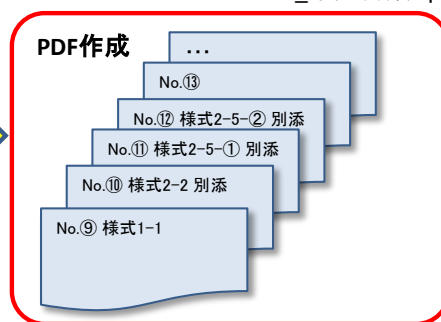 PDF作成
...
No.⑬
No.⑫ 様式2-5-② 別添
No.⑪ 様式2-5-① 別添
No.⑩ 様式2-2 別添
No.⑨ 様式1-1